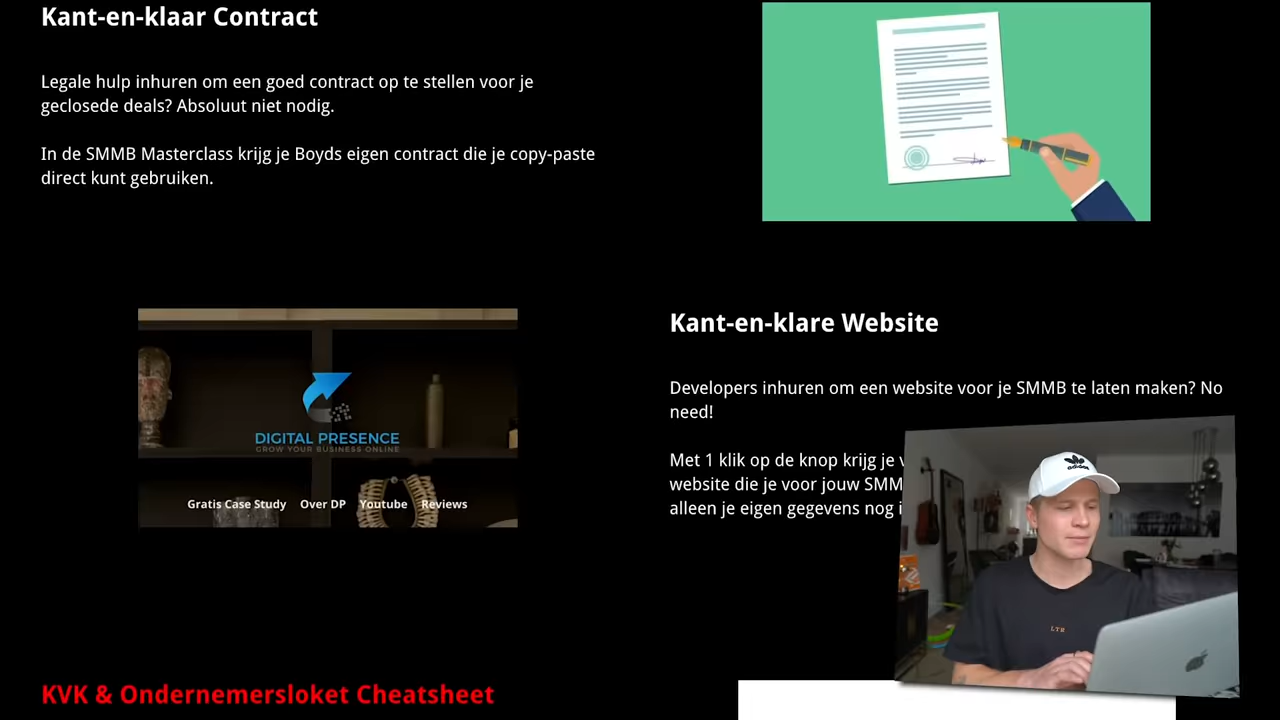 Kant-en-klaar Contract
Legale hulp inhuren om een goed contract op te stellen voor je
geclosede deals? Absoluut niet nodig.
In de SMMB Masterclass krijg je Boyds eigen contract die je copy-paste
direct kunt gebruiken.
DIGITAL PRESENCE
GROW YOUR BUSINESS ONLINE
Gratis Case Study Over DP Youtube Reviews
Kant-en-klare Website
Developers inhuren om een website voor je SMMB te laten maken? No
need!
Met 1 klik op de knop krijg je
website die je voor jouw SMM
alleen je eigen gegevens nog
adidas
LTB
KVK & Ondernemersloket Cheatsheet